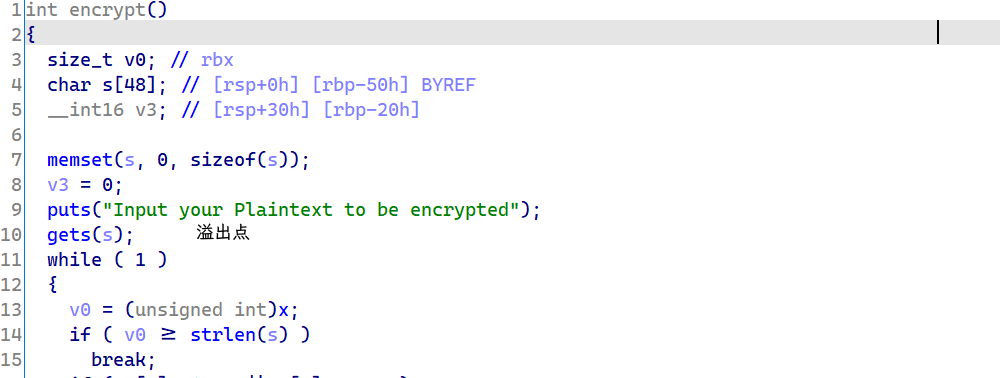 1 int encrypt()
2 {
3 size_t v0; // rbx
4 char s[48]; // [rsp+0h] [rbp-50h] BYREF
5 __int16 v3; // [rsp+30h] [rbp-20h]
6
7 memset(s, 0, sizeof(s));
8 v3 = 0;
9 puts("Input your Plaintext to be encrypted");
10 gets(s); 溢出点
11 while ( 1 )
12 {
13 v0 = (unsigned int)x;
14 if ( v0 ≥ strlen(s) )
15 break;